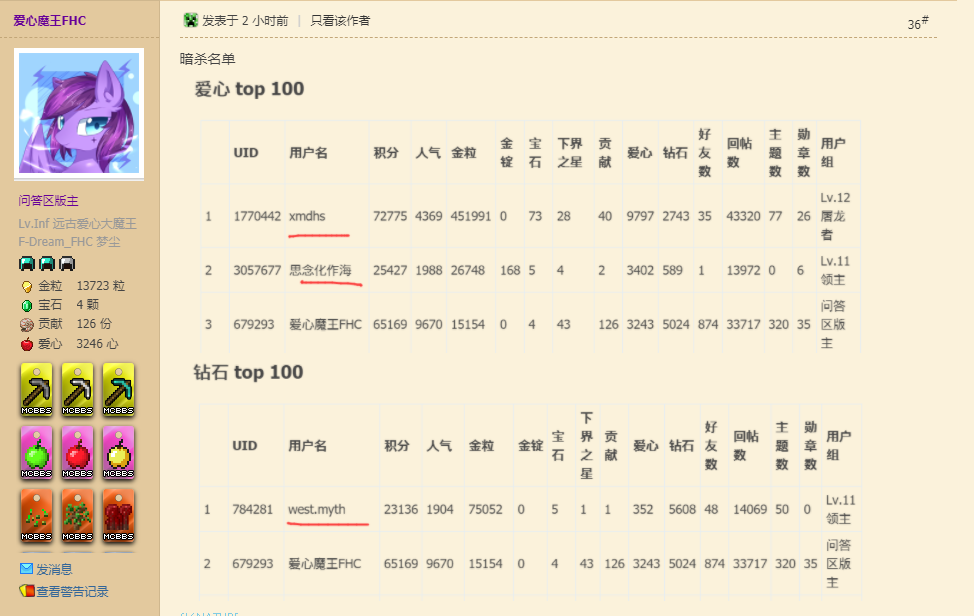 爱心魔王FHC
问答区版主
Lv.Inf 远古爱心大魔王
F-Dream_FHC 梦尘
金粒 13723 粒
宝石 4 颗
贡献 126 份
爱心 3246 心
MCBBS MCBBS MCBBS
MCBBS MCBBS MCBBS
MCBBS MCBBS MCBBS
发消息
查看警告记录
发表于 2 小时前 | 只看该作者
36#
暗杀名单
爱心 top 100
UID 用户名 积分 人气 金粒 金锭 宝石 下界之星 贡献 爱心 钻石 好友数 回帖数 主题数 勋章数 用户组
1 1770442 xmdhs 72775 4369 451991 0 73 28 40 9797 2743 35 43320 77 26 Lv.12 屠龙者
2 3057677 思念化作海 25427 1988 26748 168 5 4 2 3402 589 1 13972 0 6 Lv.11 领主
3 679293 爱心魔王FHC 65169 9670 15154 0 4 43 126 3243 5024 874 33717 320 35 问答区版主
钻石 top 100
UID 用户名 积分 人气 金粒 金锭 宝石 下界之星 贡献 爱心 钻石 好友数 回帖数 主题数 勋章数 用户组
1 784281 west.myth 23136 1904 75052 0 5 1 1 352 5608 48 14069 50 0 Lv.11 领主
2 679293 爱心魔王FHC 65169 9670 15154 0 4 43 126 3243 5024 874 33717 320 35 问答区版主